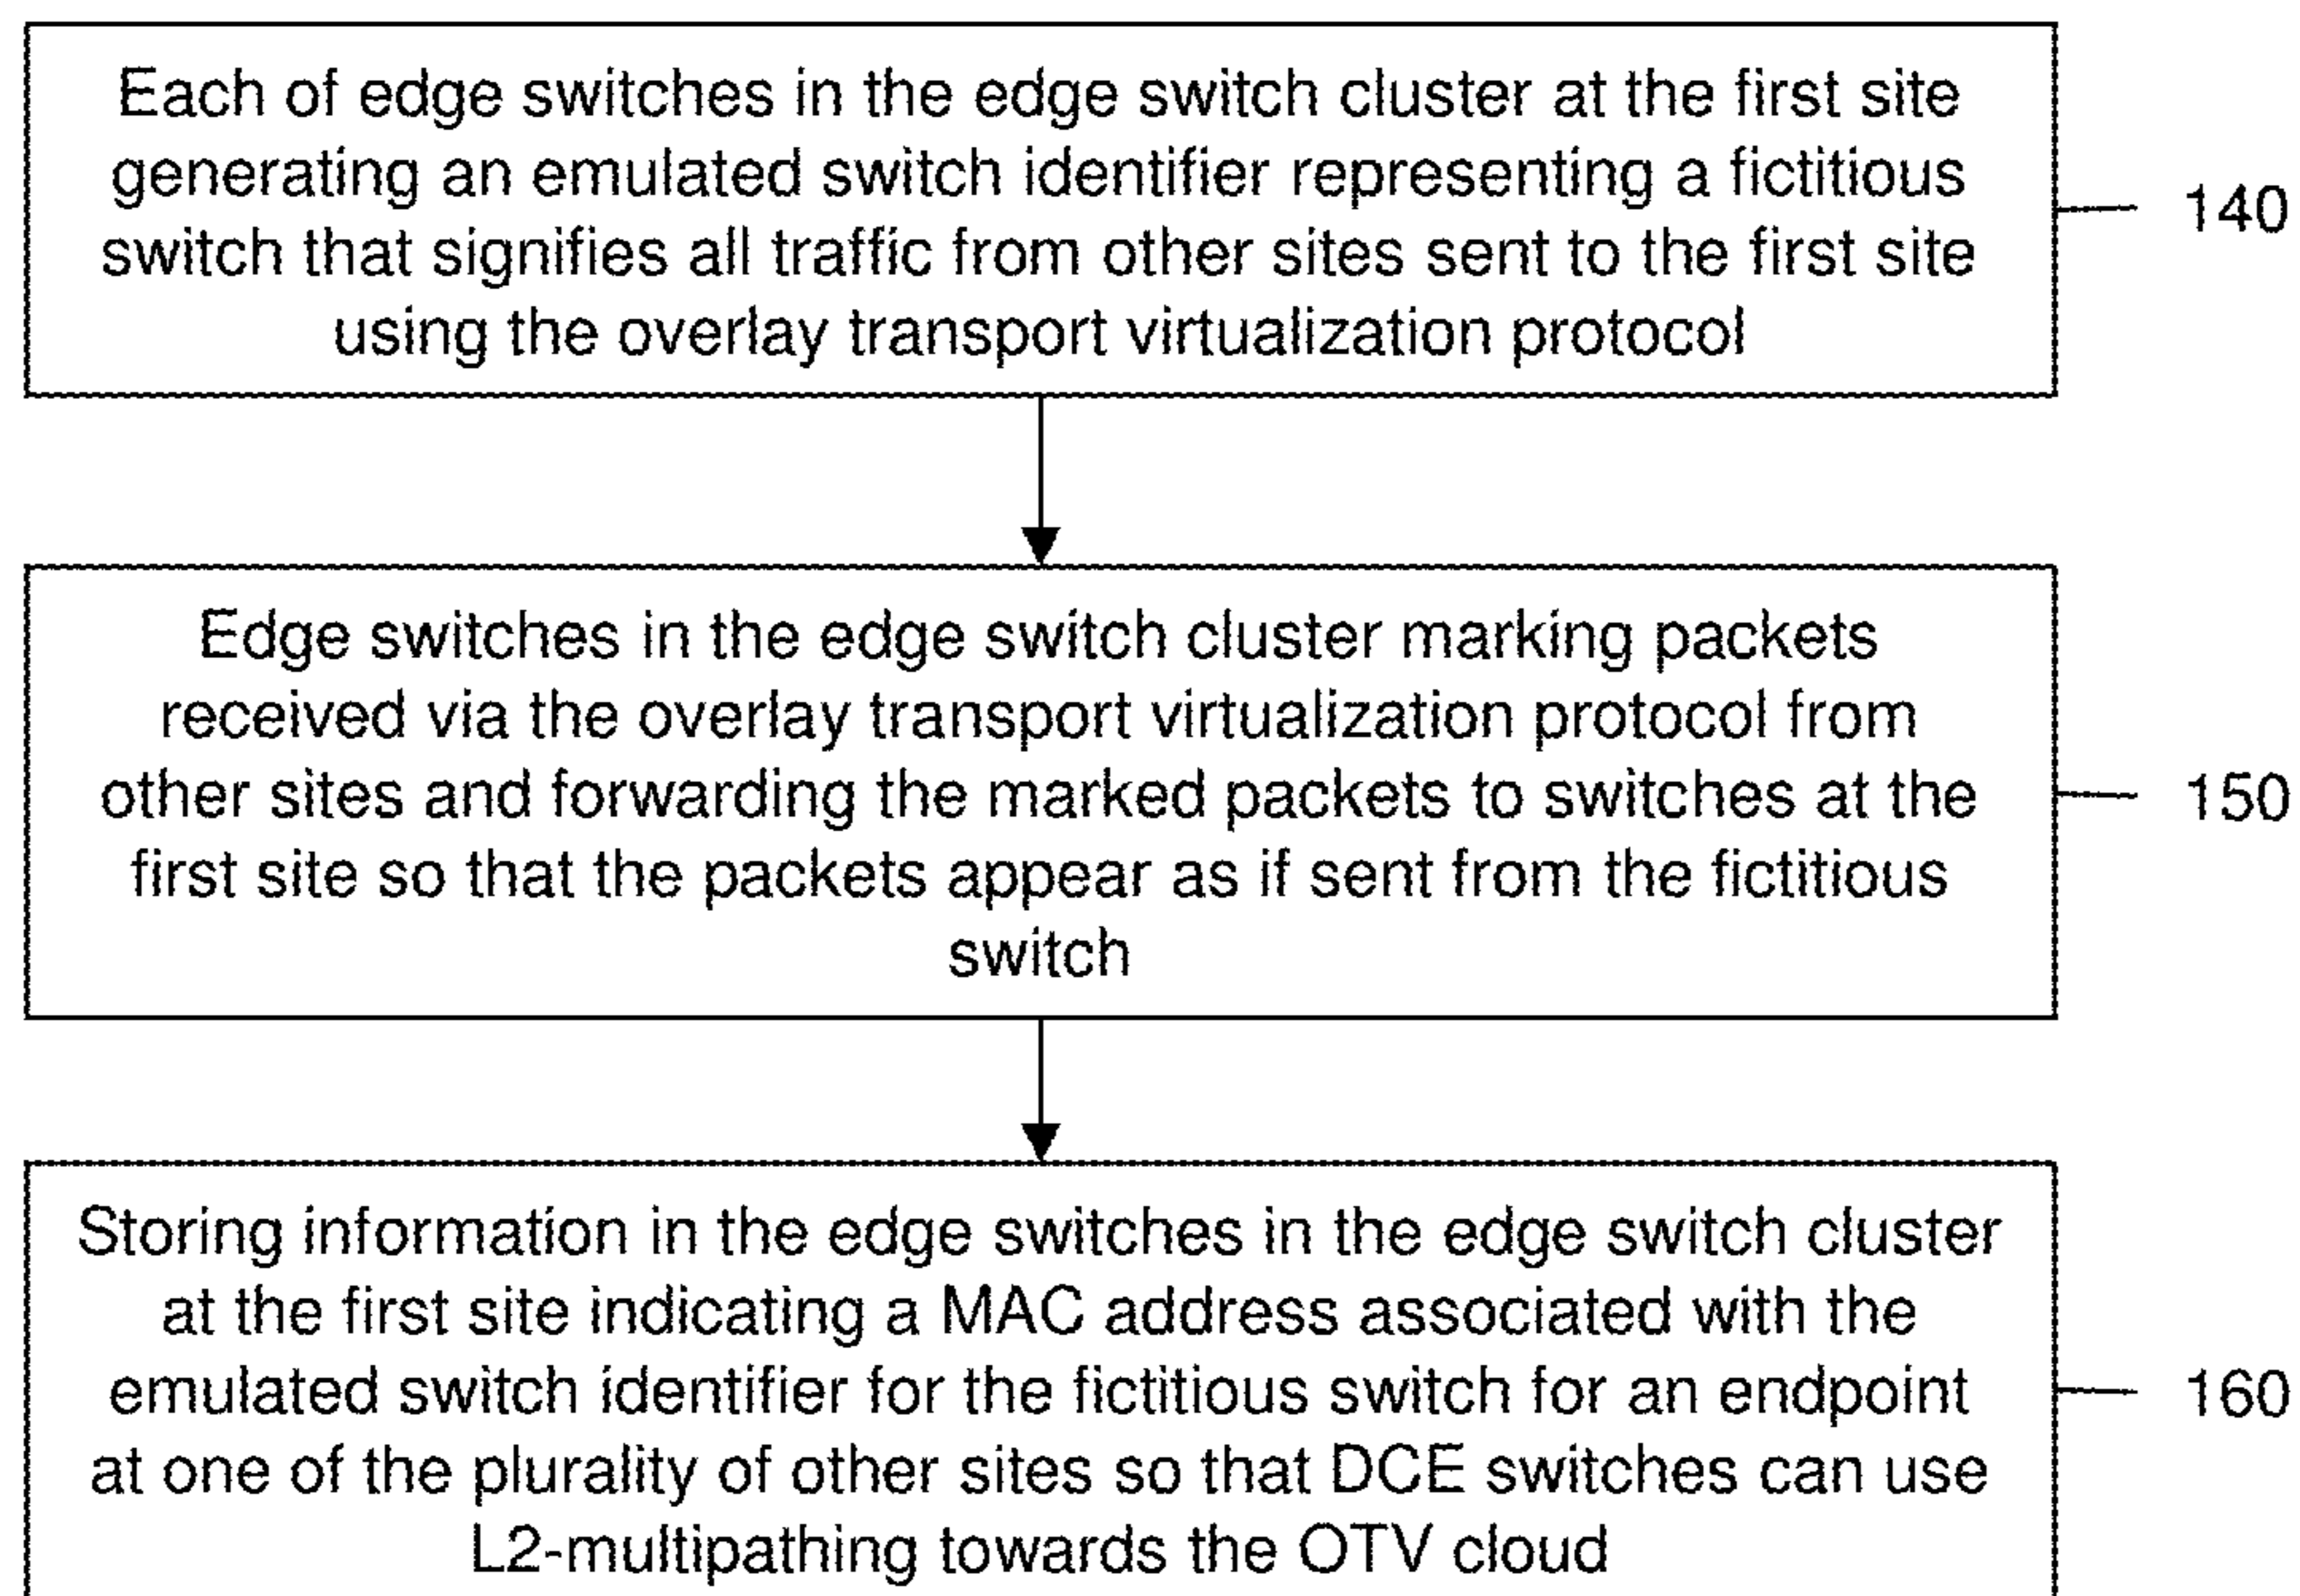 Each of edge switches in the edge switch cluster at the first site
generating an emulated switch identifier representing a fictitious
switch that signifies all traffic from other sites sent to the first site
using the overlay transport virtualization protocol
140
Edge switches in the edge switch cluster marking packets
received via the overlay transport virtualization protocol from
other sites and forwarding the marked packets to switches at the
first site so that the packets appear as if sent from the fictitious
switch
150
Storing information in the edge switches in the edge switch cluster
at the first site indicating a MAC address associated with the
emulated switch identifier for the fictitious switch for an endpoint
at one of the plurality of other sites so that DCE switches can use
L2-multipathing towards the OTV cloud
160